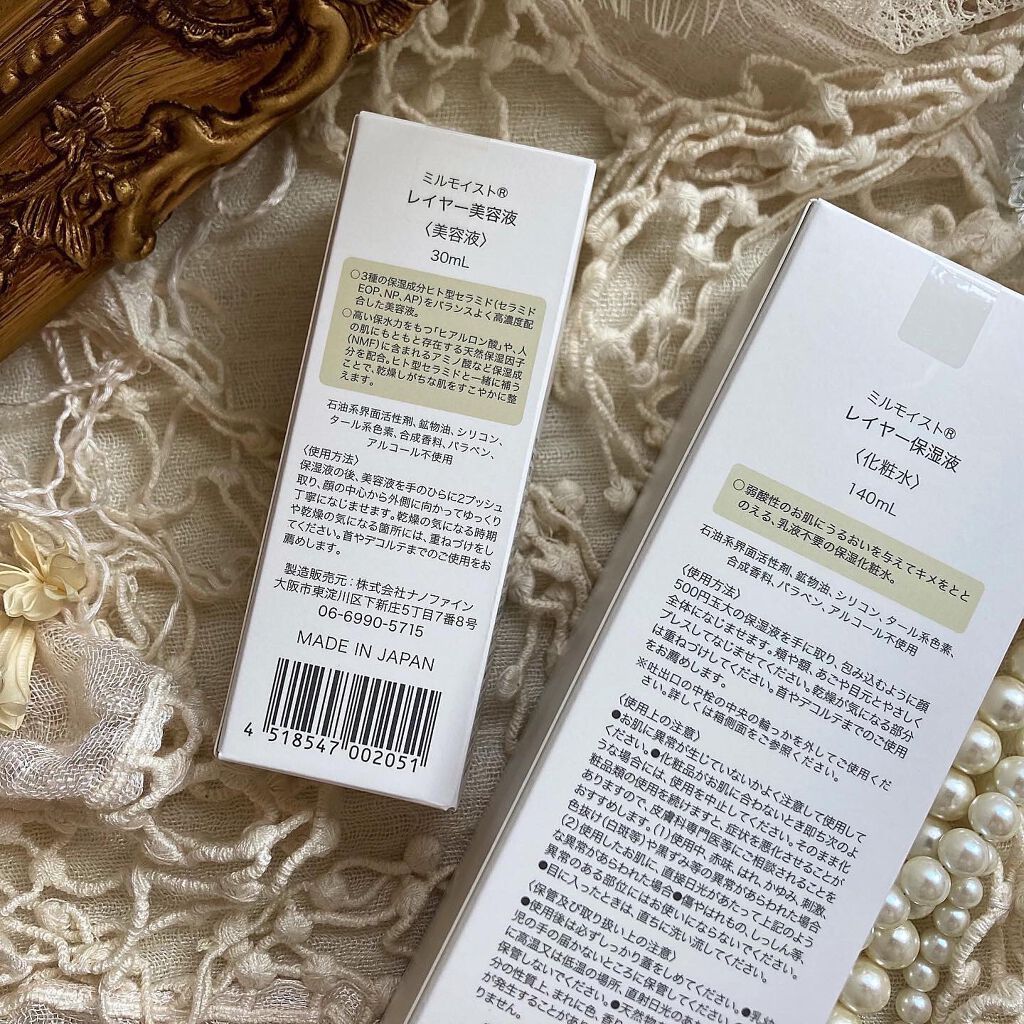 ミルモイスト®
レイヤー美容液
〈美容液〉
30mL
○3種の保湿成分ヒト型セラミド(セラミド
EOP、NP、AP)をバランスよく高濃度配
合した美容液。
○高い保水力をもつ「ヒアルロン酸」や、人
の肌にもともと存在する天然保湿因子
(NMF)に含まれるアミノ酸など保湿成
分を配合。ヒト型セラミドと一緒に補う
ことで、乾燥しがちな肌をすこやかに整
えます。
石油系界面活性剤、鉱物油、シリコン、
タール系色素、合成香料、パラベン、
アルコール不使用
〈使用方法〉
保湿液の後、美容液を手のひらに2プッシュ
取り、顔の中心から外側に向かってゆっくり
丁寧になじませます。乾燥の気になる時期
や乾燥の気になる箇所には、重ねづけをし
てください。首やデコルテまでのご使用をお
薦めします。
製造販売元:株式会社ナノファイン
大阪市東淀川区下新庄5丁目7番8号
06-6990-5715
MADE IN JAPAN
4 518547 002051
ミルモイスト®
レイヤー保湿液
〈化粧水〉
140mL
○弱酸性のお肌にうるおいを与えてキメをとと
のえる、乳液不要の保湿化粧水。
石油系界面活性剤、鉱物油、シリコン、タール系色素、
合成香料、パラベン、アルコール不使用
〈使用方法〉
500円玉大の保湿液を手に取り、包み込むように顔
全体になじませます。頬や額、あごや目元とやさしく
プレスしてなじませてください。乾燥が気になる部分
は重ねづけしてください。首やデコルテまでのご使用
をお薦めします。
※吐出口の中栓の中央の輪っかを外してご使用くだ
さい。詳しくは箱側面をご参照ください。
〈使用上の注意〉
●お肌に異常が生じていないかよく注意して使用して
ください。●化粧品がお肌に合わないとき即ち次のよ
うな場合には、使用を中止してください。そのまま化
粧品類の使用を続けますと、症状を悪化させることが
ありますので、皮膚科専門医等にご相談されることを
おすすめします。(1)使用中、赤味、はれ、かゆみ、刺激、
色抜け(白斑等)や黒ずみ等の異常があらわれた場合
(2)使用したお肌に、直接日光があたって上記のよう
な異常があらわれた場合●傷やはれもの、しっしん等、
異常のある部位にはお使いにならないでください。
●目に入ったときは、直ちに洗い流してください。
〈保管及び取り扱い上の注意〉
●使用後は必ずしっかり蓋をしめてください。●乳幼
児の手の届かないところに保管してください。
に高温又は低温の場所、直射日光のあた
保管しないでください。●天然物
分の性質上、まれに色、香り
が発生することがあり
りません。